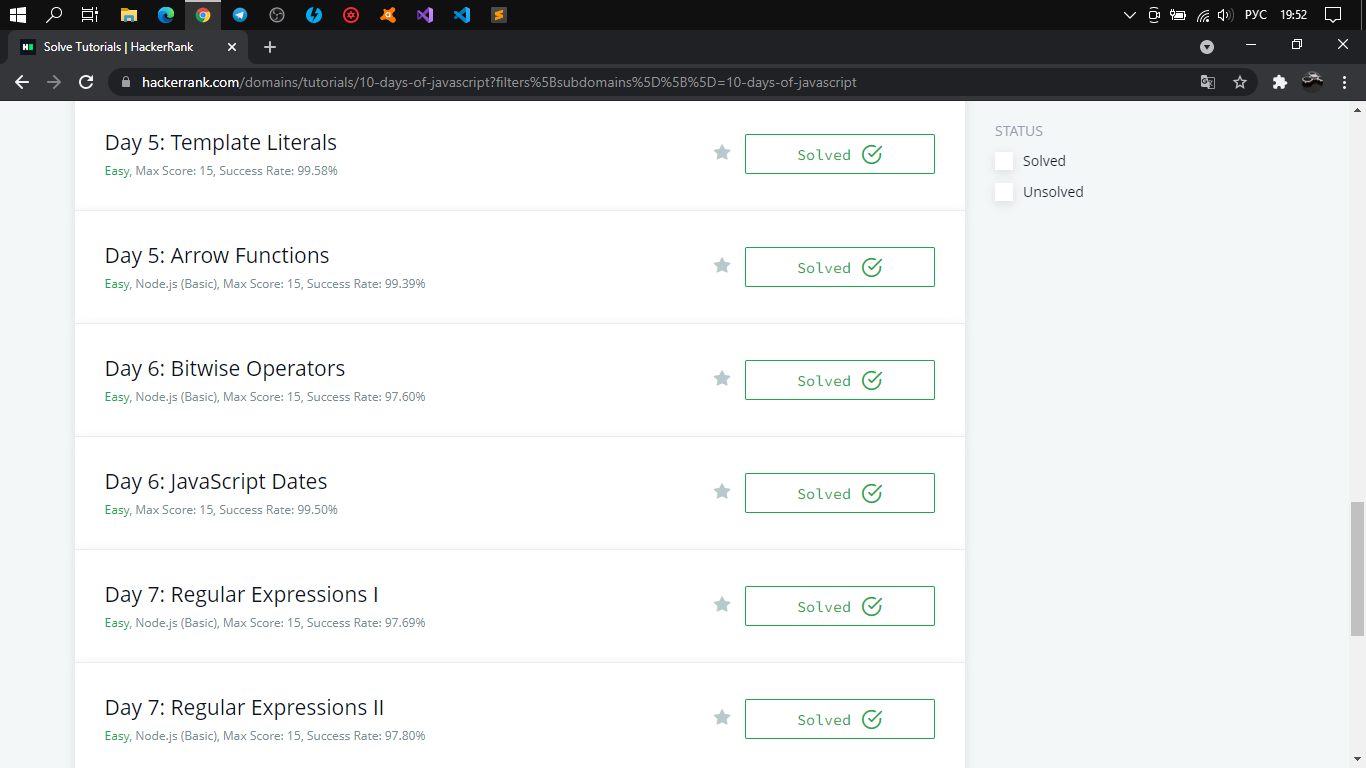 РУС
19:52
Solve Tutorials | HackerRank
hackerrank.com/domains/tutorials/10-days-of-javascript?filters%5Bsubdomains%5D%5B%5D=10-days-of-javascript
Day 5: Template Literals
Easy, Max Score: 15, Success Rate: 99.58%
Solved
Day 5: Arrow Functions
Easy, Node.js (Basic), Max Score: 15, Success Rate: 99.39%
Solved
Day 6: Bitwise Operators
Easy, Node.js (Basic), Max Score: 15, Success Rate: 97.60%
Solved
Day 6: JavaScript Dates
Easy, Max Score: 15, Success Rate: 99.50%
Solved
Day 7: Regular Expressions I
Easy, Node.js (Basic), Max Score: 15, Success Rate: 97.69%
Solved
Day 7: Regular Expressions II
Easy, Node.js (Basic), Max Score: 15, Success Rate: 97.80%
Solved
STATUS
Solved
Unsolved